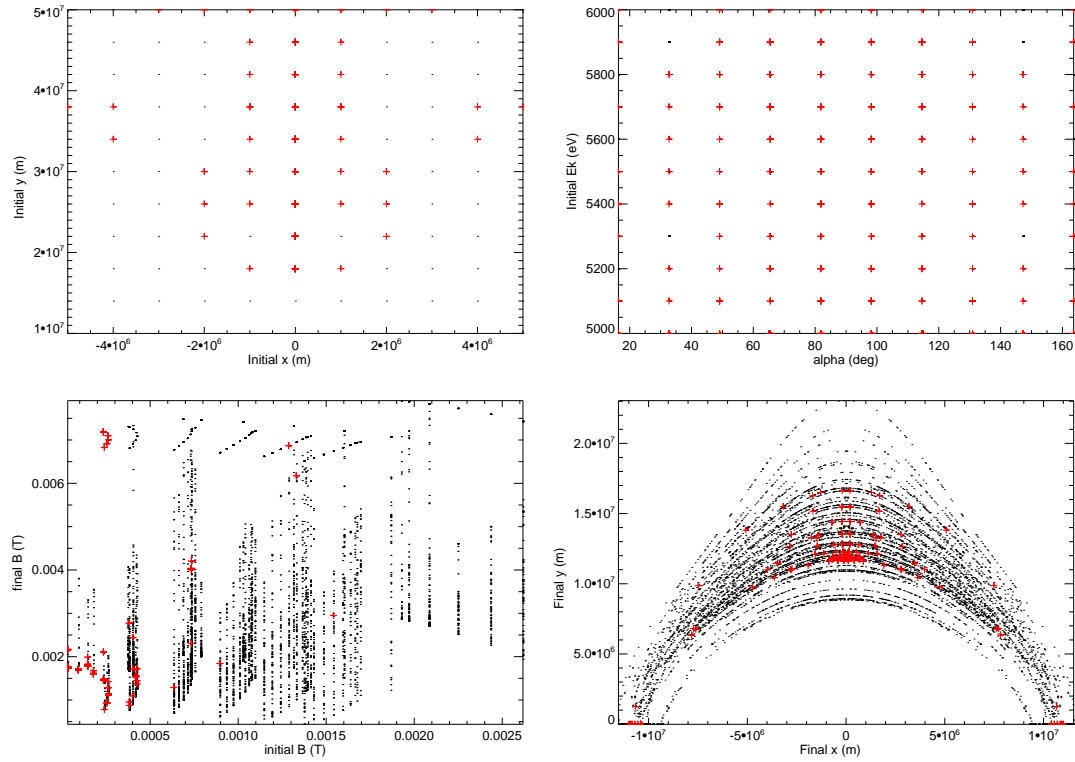 5•10⁷
4•10⁷
3•10⁷
2•10⁷
1•10⁷
Initial y (m)
-4•10⁶ -2•10⁶ 0 2•10⁶ 4•10⁶
Initial x (m)
6000
5800
5600
5400
5200
5000
Initial Ek (eV)
20 40 60 80 100 120 140 160
alpha (deg)
0.006
0.004
0.002
final B (T)
0.0005 0.0010 0.0015 0.0020 0.0025
initial B (T)
2.0•10⁷
1.5•10⁷
1.0•10⁷
5.0•10⁶
0
Final y (m)
-1•10⁷ -5•10⁶ 0 5•10⁶ 1•10⁷
Final x (m)